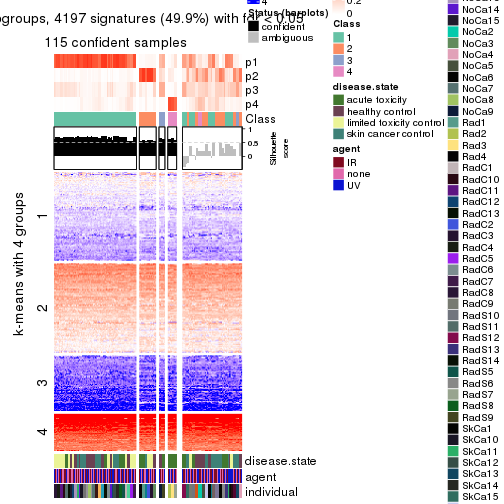 groups, 4197 signatures (49.9%) with fdr < 0.05
115 confident samples
p1
p2
p3
p4
Class
1
0.5
0
Silhouette
score
k-means with 4 groups
1
2
3
4
disease.state
agent
individual
4
Status (barplots)
confident
ambiguous
0.2
Class
1
2
3
4
disease.state
acute toxicity
healthy control
limited toxicity control
skin cancer control
agent
IR
none
UV
NoCa14
NoCa15
NoCa2
NoCa3
NoCa4
NoCa5
NoCa6
NoCa7
NoCa8
NoCa9
Rad1
Rad2
Rad3
Rad4
RadC1
RadC10
RadC11
RadC12
RadC13
RadC2
RadC3
RadC4
RadC5
RadC6
RadC7
RadC8
RadC9
RadS10
RadS11
RadS12
RadS13
RadS14
RadS5
RadS6
RadS7
RadS8
RadS9
SkCa1
SkCa10
SkCa11
SkCa12
SkCa13
SkCa14
SkCa15